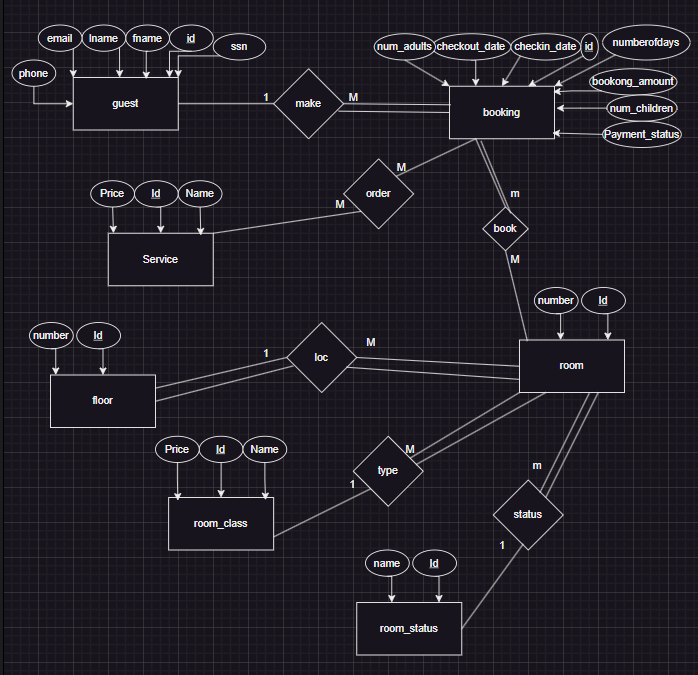 email
lname
fname
id
ssn
phone
guest
1
make
M
num_adults
checkout_date
checkin_date
id
numberofdays
bookong_amount
num_children
Payment_status
booking
M
order
M
m
book
M
Price
Id
Name
Service
number
Id
room
number
Id
floor
1
loc
M
Price
Id
Name
room_class
M
type
1
m
status
1
name
Id
room_status